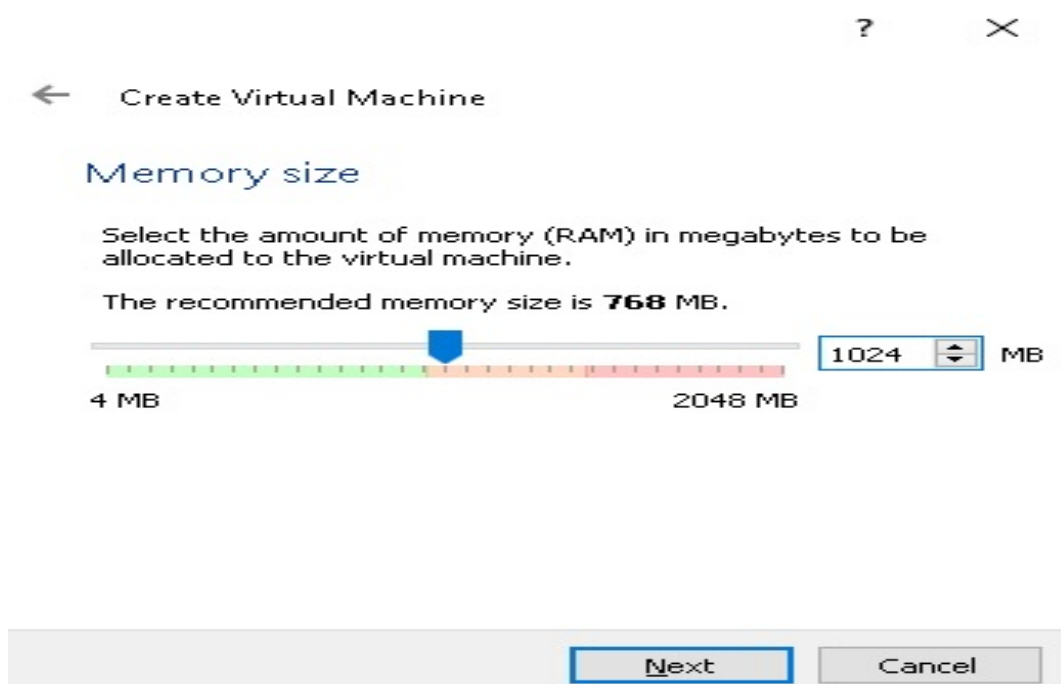 ?
Create Virtual Machine
Memory size
Select the amount of memory (RAM) in megabytes to be
allocated to the virtual machine.
The recommended memory size is 768 MB.
1024 MB
4 MB 2048 MB
Next Cancel